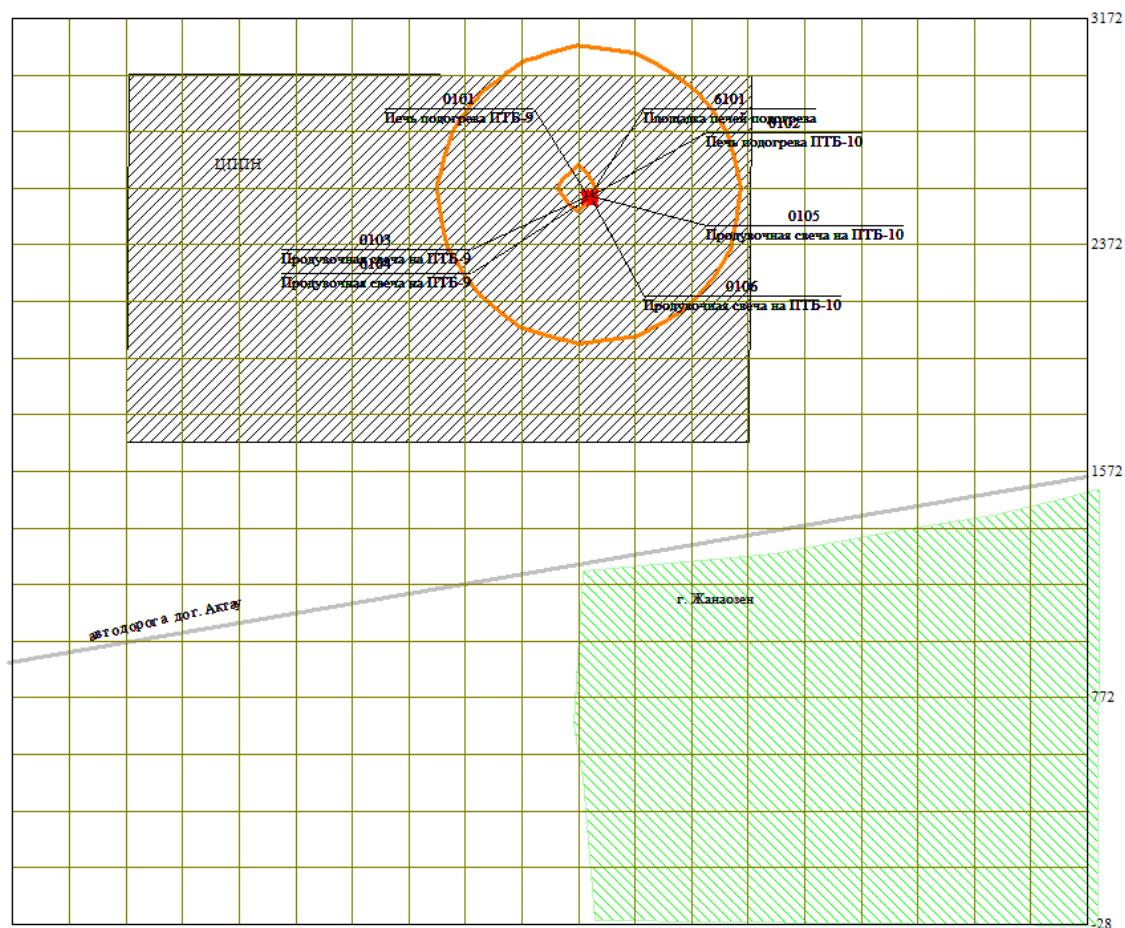 3172
0101
Печь подогрева ПТБ-9
6101
Площадка печей подогрева
0102
Печь подогрева ПТБ-10
ЦППН
0105
Продувочная свеча на ПТБ-10
0103
Продувочная свеча на ПТБ-9
0104
Продувочная свеча на ПТБ-9
2372
0106
Продувочная свеча на ПТБ-10
1572
г. Жанаозен
автодорога до г. Актау
772
-28